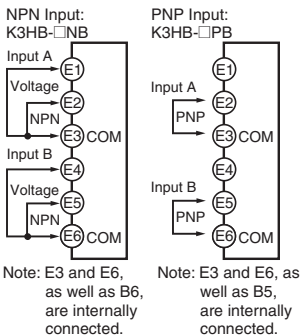 NPN Input:
K3HB-□NB
Input A
E1
Voltage
E2
NPN
E3 COM
Input B
E4
Voltage
E5
NPN
E6 COM
Note: E3 and E6,
as well as B6,
are internally
connected.
PNP Input:
K3HB-□PB
E1
Input A
E2
PNP
E3 COM
E4
Input B
E5
PNP
E6 COM
Note: E3 and E6, as
well as B5,
are internally
connected.